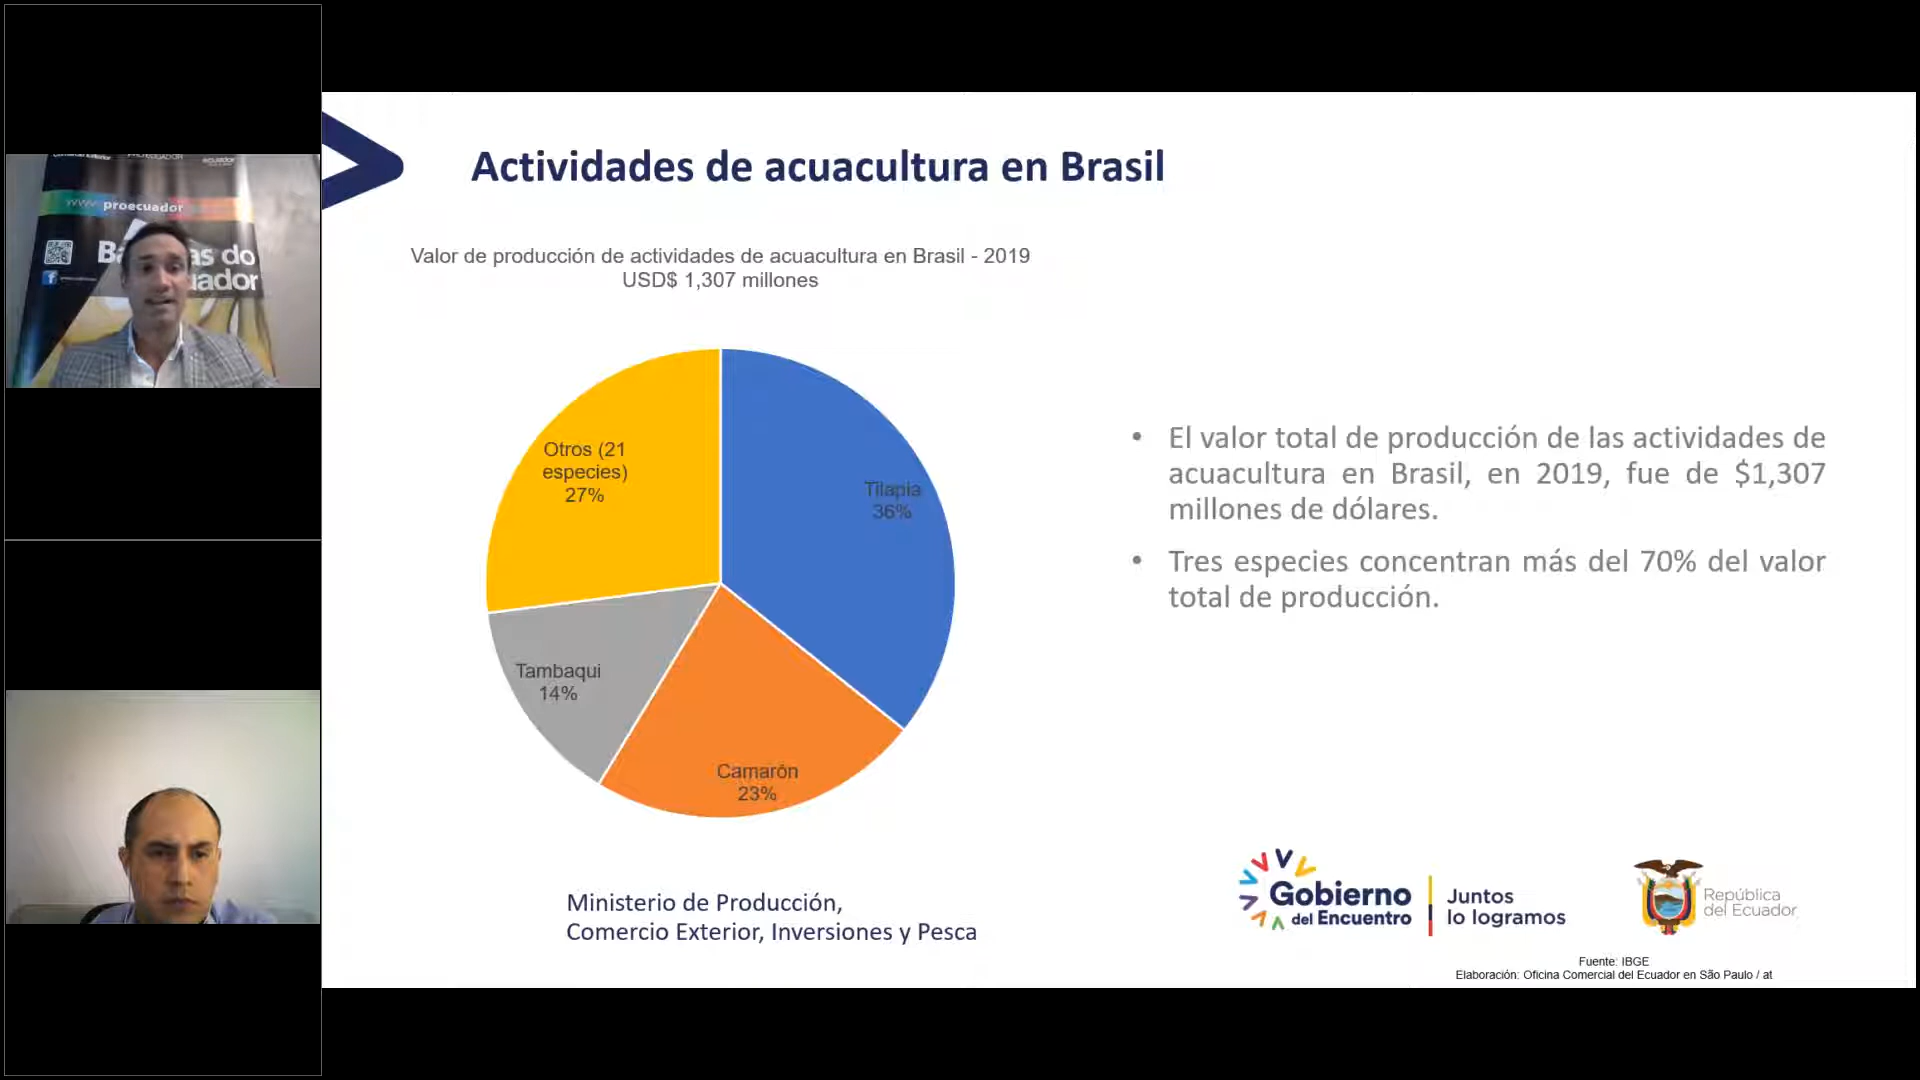 www.proecuador
as do
uador
Actividades de acuacultura en Brasil
Valor de producción de actividades de acuacultura en Brasil - 2019
USD$ 1,307 millones
Otros (21
especies)
27%
Tilapia
36%
Tambaqui
14%
Camarón
23%
• El valor total de producción de las actividades de
acuacultura en Brasil, en 2019, fue de $1,307
millones de dólares.
• Tres especies concentran más del 70% del valor
total de producción.
Ministerio de Producción,
Comercio Exterior, Inversiones y Pesca
Gobierno
del Encuentro
Juntos
lo logramos
República
del Ecuador
Fuente: IBGE
Elaboración: Oficina Comercial del Ecuador en São Paulo / at